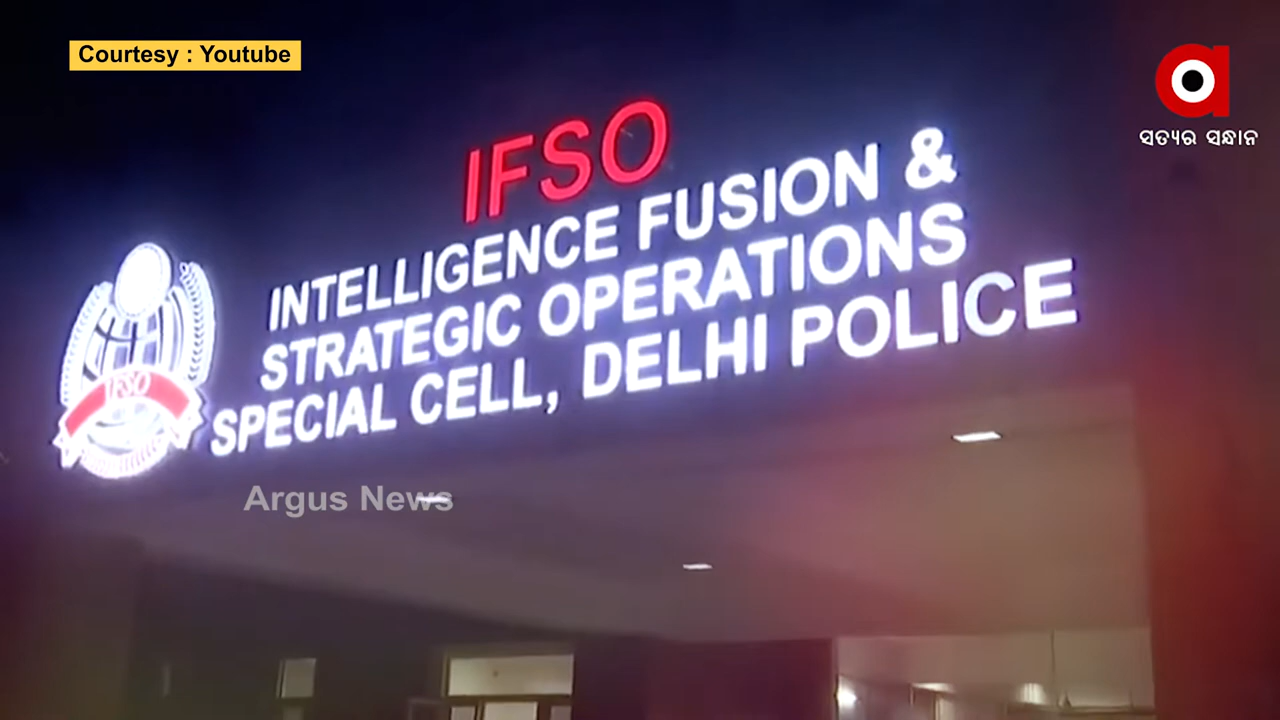 Courtesy : Youtube
ସତ୍ୟର ସନ୍ଧାନ
IFSO
INTELLIGENCE FUSION &
STRATEGIC OPERATIONS
SPECIAL CELL, DELHI POLICE
IFSO
Argus News